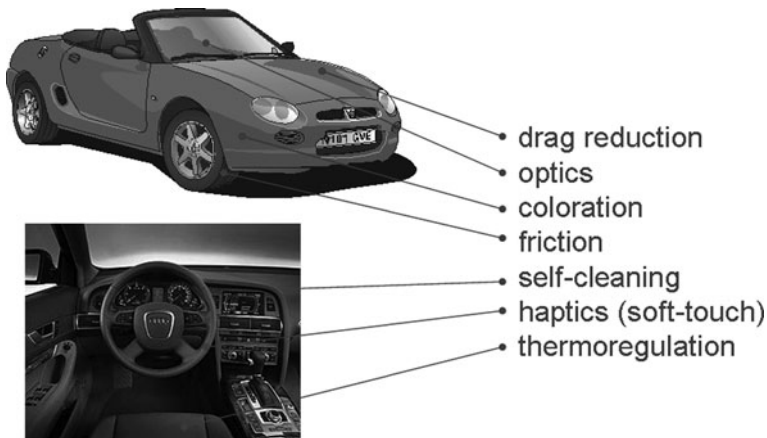 drag reduction
optics
coloration
friction
self-cleaning
haptics (soft-touch)
thermoregulation